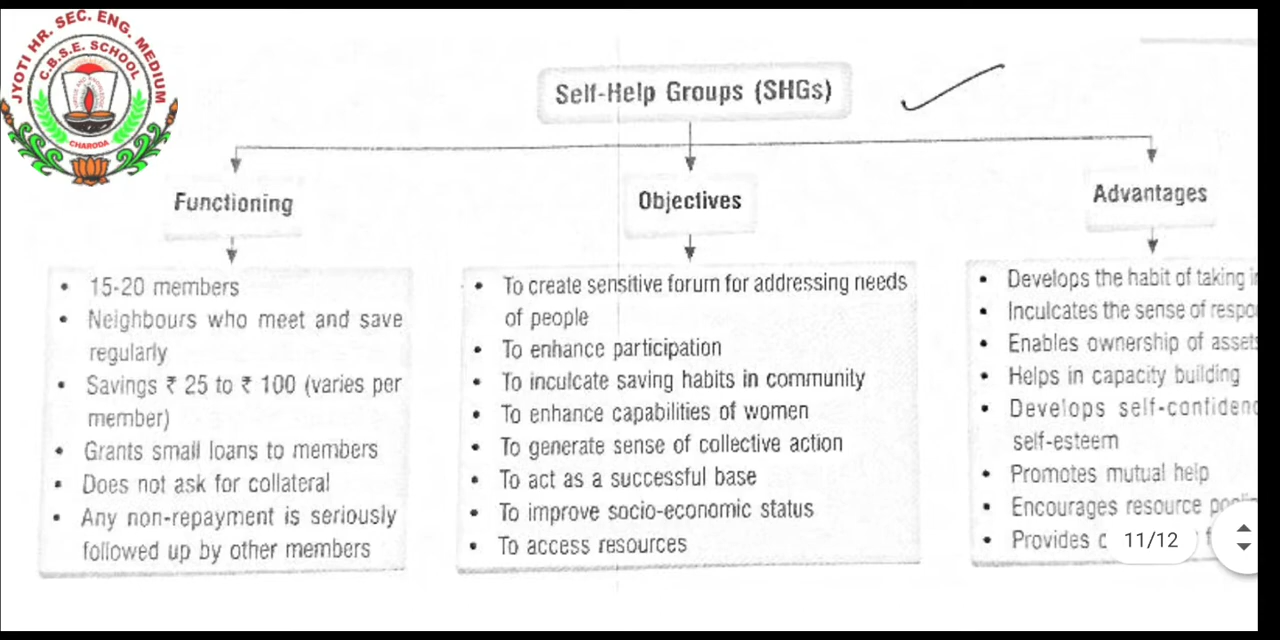 JYOTI HR. SEC. ENG. MEDIUM
C.B.S.E. SCHOOL
CHARODA
Self-Help Groups (SHGs)
Functioning
• 15-20 members
• Neighbours who meet and save
regularly
• Savings ₹ 25 to ₹ 100 (varies per
member)
• Grants small loans to members
• Does not ask for collateral
• Any non-repayment is seriously
followed up by other members
Objectives
• To create sensitive forum for addressing needs
of people
• To enhance participation
• To inculcate saving habits in community
• To enhance capabilities of women
• To generate sense of collective action
• To act as a successful base
• To improve socio-economic status
• To access resources
Advantages
• Develops the habit of taking
• Inculcates the sense of
• Enables ownership of
• Helps in capacity building
• Develops
self-esteem
• Promotes mutual help
• Encourages resource
• Provides
11/12